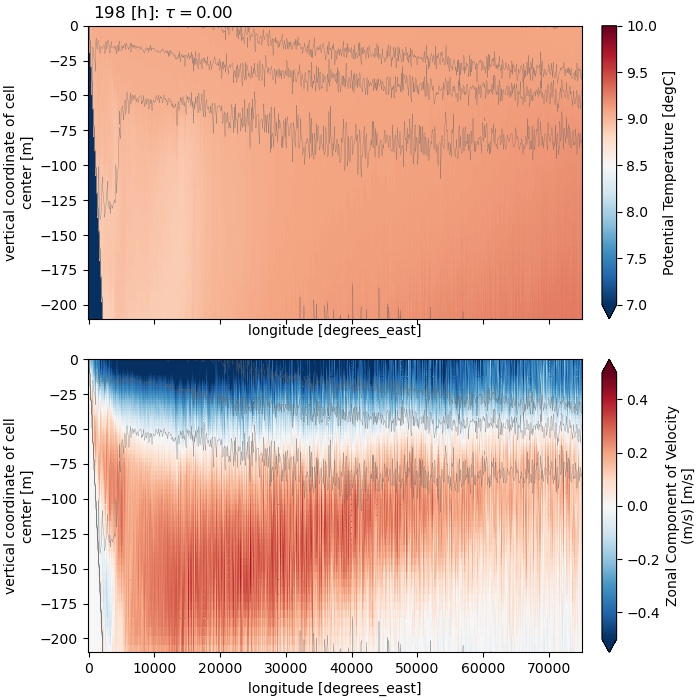 198 [h]: τ = 0.00
0
−25
−50
−75
−100
−125
−150
−175
−200
vertical coordinate of cell
center [m]
longitude [degrees_east]
10.0
9.5
9.0
8.5
8.0
7.5
7.0
Potential Temperature [degC]
0
−25
−50
−75
−100
−125
−150
−175
−200
vertical coordinate of cell
center [m]
0 10000 20000 30000 40000 50000 60000 70000
longitude [degrees_east]
0.4
0.2
0.0
−0.2
−0.4
Zonal Component of Velocity
(m/s) [m/s]